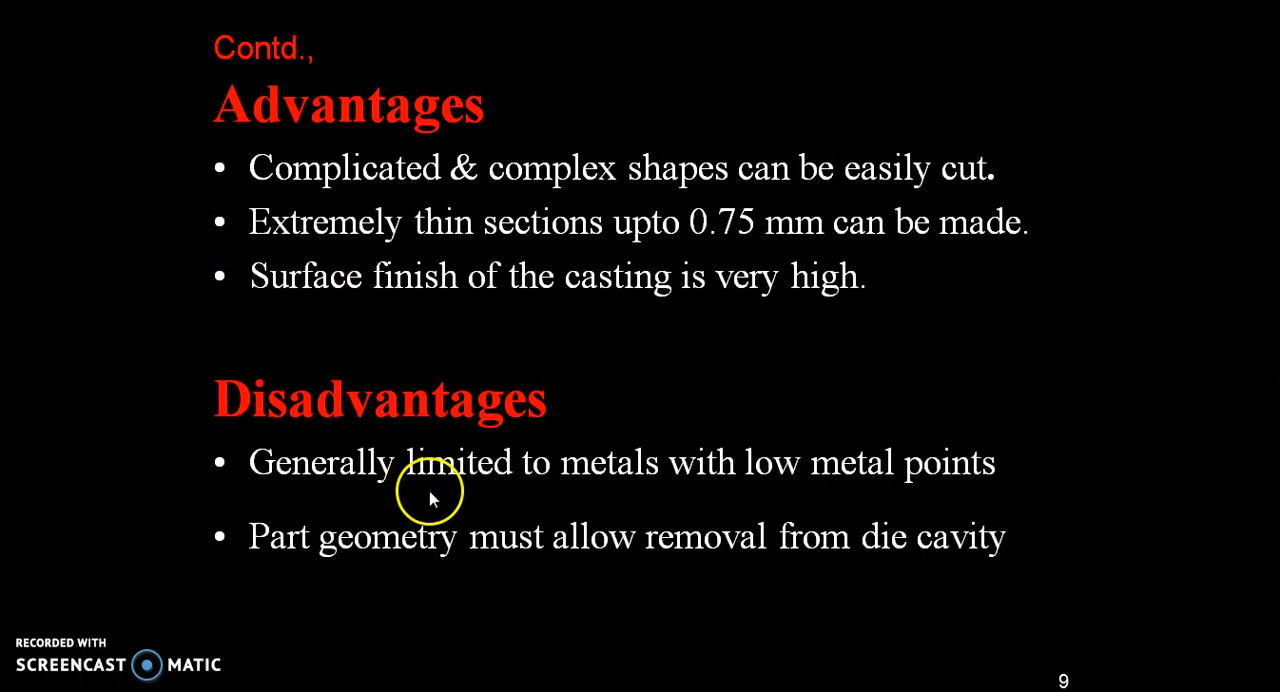 Contd.,
Advantages
• Complicated & complex shapes can be easily cut.
• Extremely thin sections upto 0.75 mm can be made.
• Surface finish of the casting is very high.
Disadvantages
• Generally limited to metals with low metal points
• Part geometry must allow removal from die cavity
RECORDED WITH
SCREENCAST MATIC
9